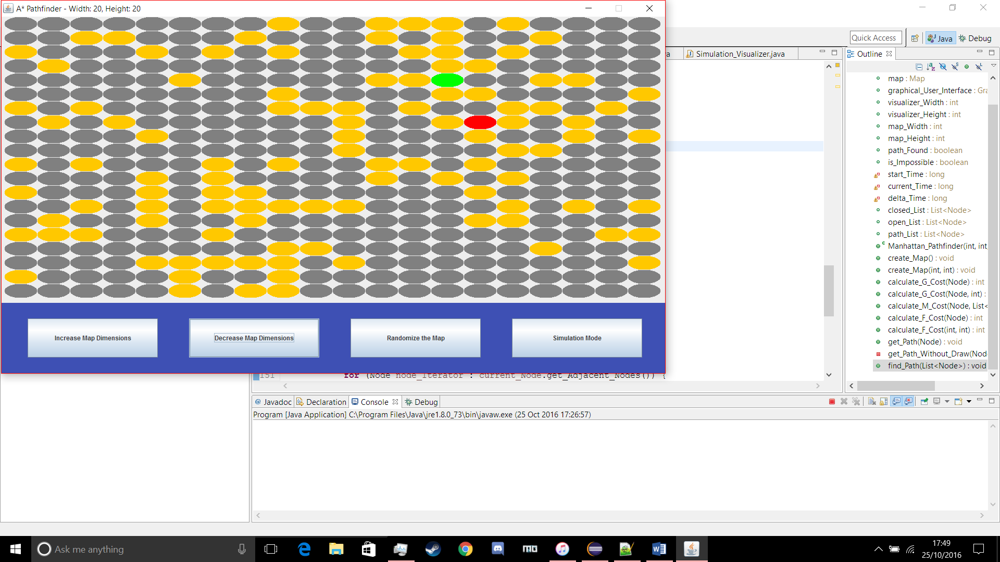 A* Pathfinder - Width: 20, Height: 20
Quick Access
Java
Debug
Simulation_Visualizer.java
Outline
map : Map
graphical_User_Interface : Gra
visualizer_Width : int
visualizer_Height : int
map_Width : int
map_Height : int
path_Found : boolean
is_Impossible : boolean
start_Time : long
current_Time : long
delta_Time : long
closed_List : List<Node>
open_List : List<Node>
path_List : List<Node>
Manhattan_Pathfinder(int, int
create_Map() : void
create_Map(int, int) : void
calculate_G_Cost(Node) : int
calculate_G_Cost(Node, int) :
calculate_M_Cost(Node, List<
calculate_F_Cost(Node) : int
calculate_F_Cost(int, int) : int
get_Path(Node) : void
get_Path_Without_Draw(Nod
find_Path(List<Node>) : void
Increase Map Dimensions
Decrease Map Dimensions
Randomize the Map
Simulation Mode
151 for (Node node_Iterator : current_Node.get_Adjacent_Nodes()) {
@ Javadoc
Declaration
Console
Debug
Program [Java Application] C:\Program Files\Java\jre1.8.0_73\bin\javaw.exe (25 Oct 2016 17:26:57)
Ask me anything
17:49
25/10/2016